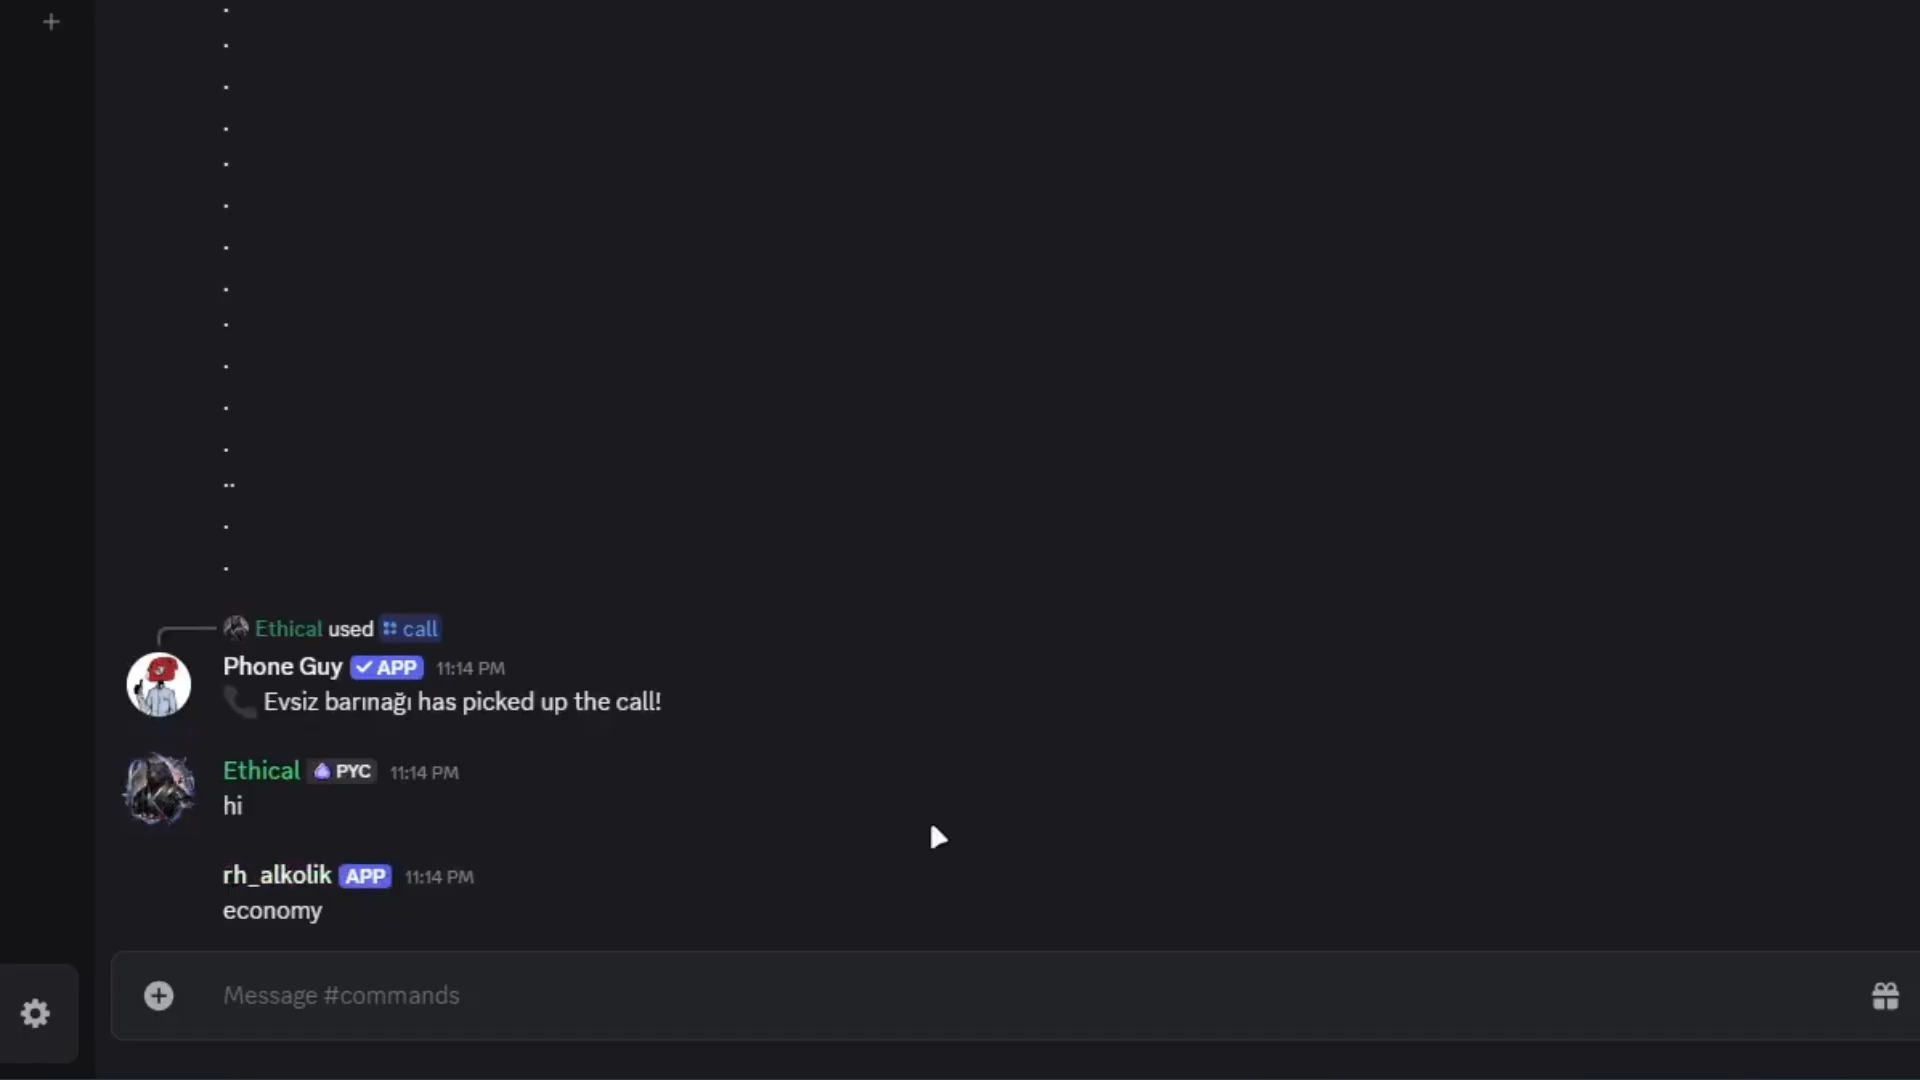 .
.
.
.
.
.
.
.
.
.
.
.
..
.
.
Ethical used call
Phone Guy APP 11:14 PM
Evsiz barınağı has picked up the call!
Ethical PYC 11:14 PM
hi
rh_alkolik APP 11:14 PM
economy
Message #commands